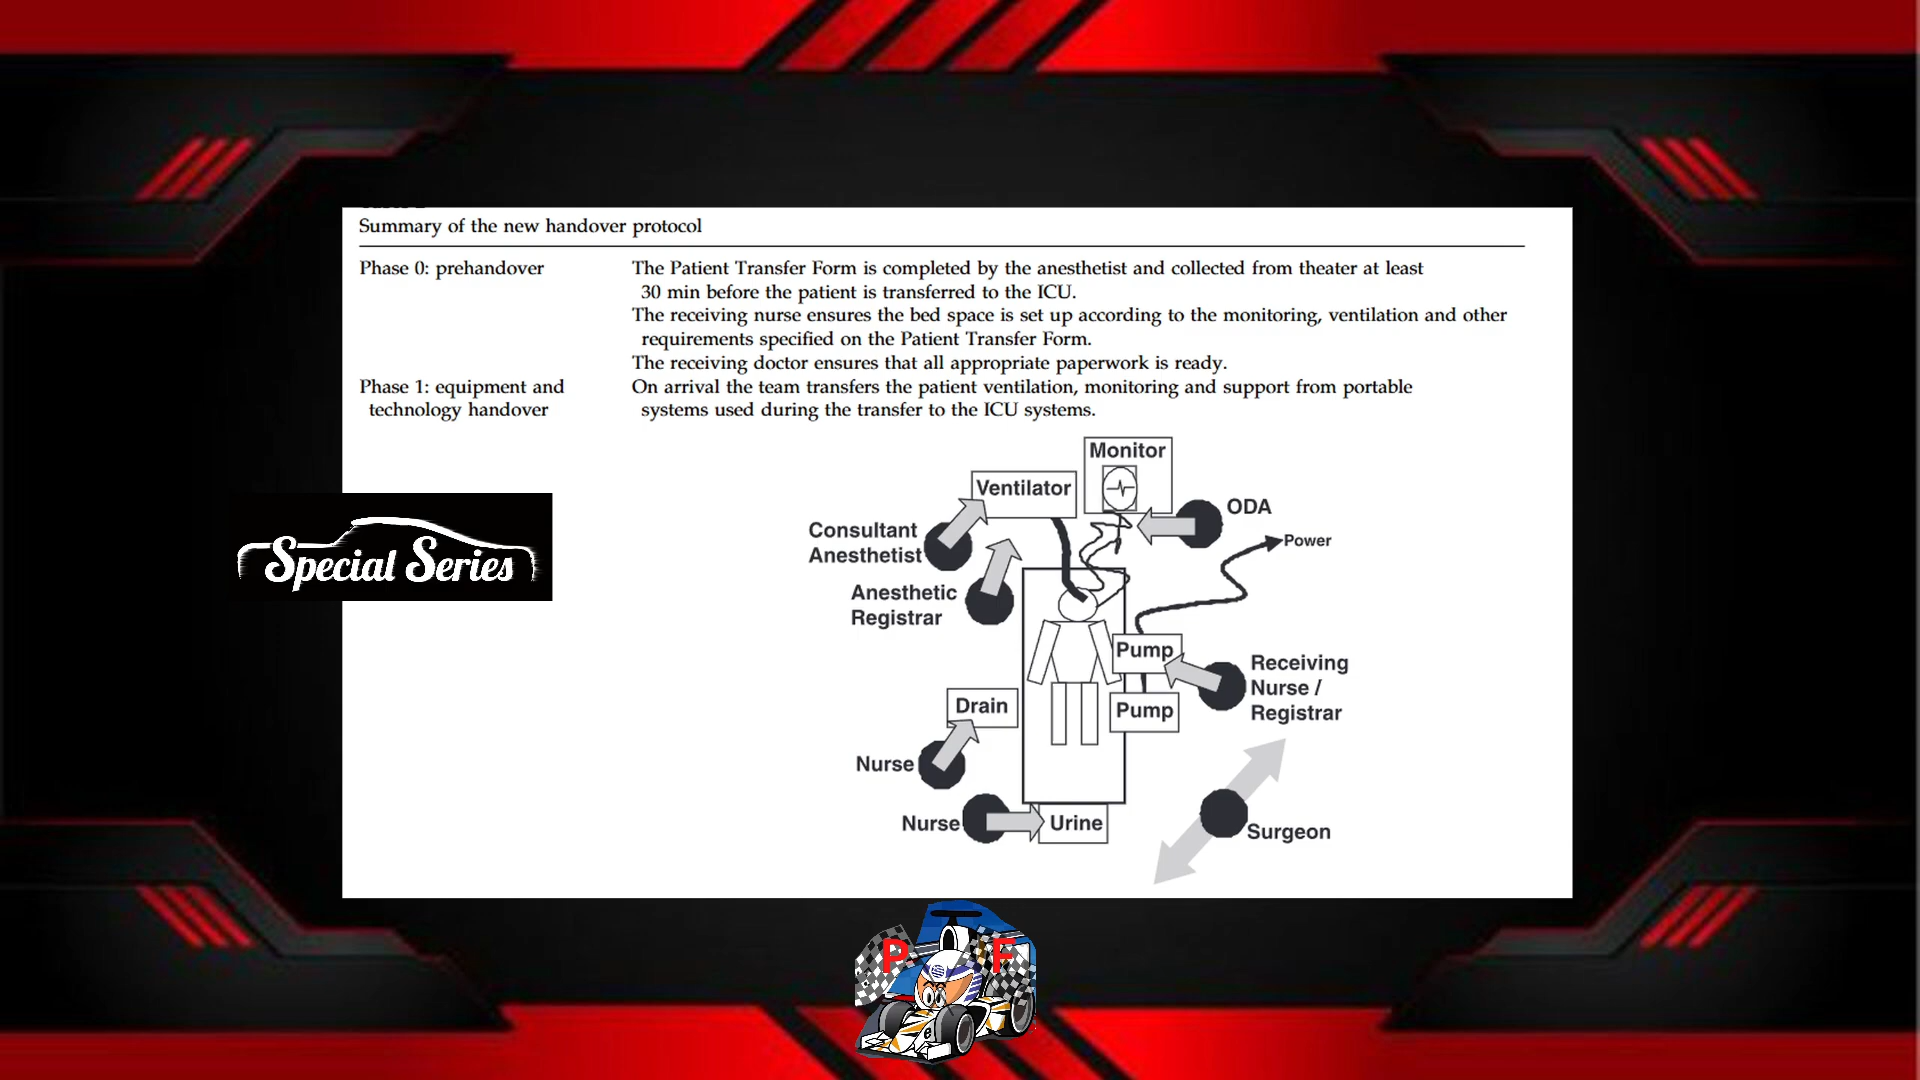 Summary of the new handover protocol
Phase 0: prehandover
The Patient Transfer Form is completed by the anesthetist and collected from theater at least
30 min before the patient is transferred to the ICU.
The receiving nurse ensures the bed space is set up according to the monitoring, ventilation and other
requirements specified on the Patient Transfer Form.
The receiving doctor ensures that all appropriate paperwork is ready.
Phase 1: equipment and
technology handover
On arrival the team transfers the patient ventilation, monitoring and support from portable
systems used during the transfer to the ICU systems.
Monitor
Ventilator
ODA
Consultant
Anesthetist
Power
Anesthetic
Registrar
Pump
Receiving
Nurse /
Registrar
Drain
Pump
Nurse
Nurse
Urine
Surgeon
Special Series
P F